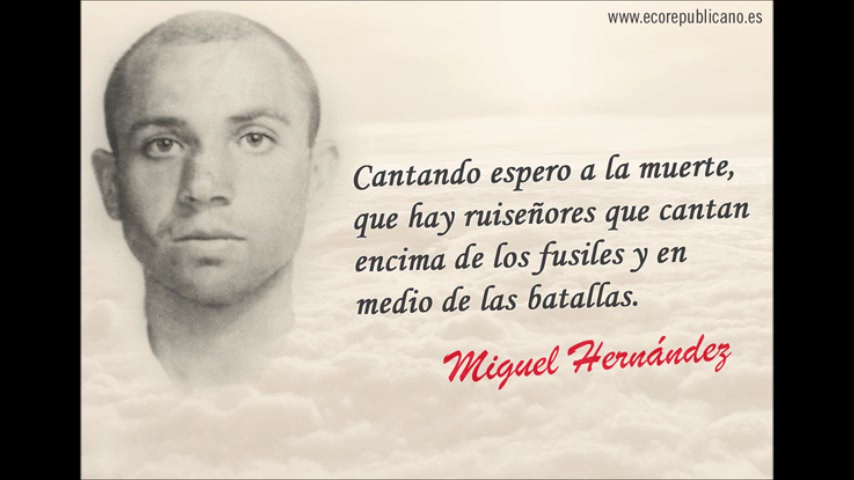 www.ecorepublicano.es
Cantando espero a la muerte,
que hay ruiseñores que cantan
encima de los fusiles y en
medio de las batallas.
Miguel Hernández